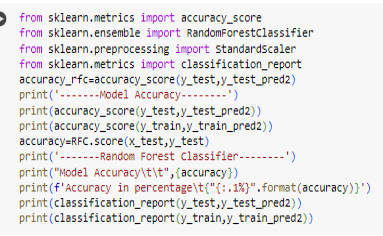 from sklearn.metrics import accuracy_score
from sklearn.ensemble import RandomForestClassifier
from sklearn.preprocessing import StandardScaler
from sklearn.metrics import classification_report
accuracy_rfc=accuracy_score(y_test,y_test_pred2)
print('-------Model Accuracy--------')
print(accuracy_score(y_test,y_test_pred2))
print(accuracy_score(y_train,y_train_pred2))
accuracy=RFC.score(x_test,y_test)
print('-------Random Forest Classifier--------')
print("Model Accuracy\t\t",{accuracy})
print(f'Accuracy in percentage\t{"{:.1%}".format(accuracy)}')
print(classification_report(y_test,y_test_pred2))
print(classification_report(y_train,y_train_pred2))